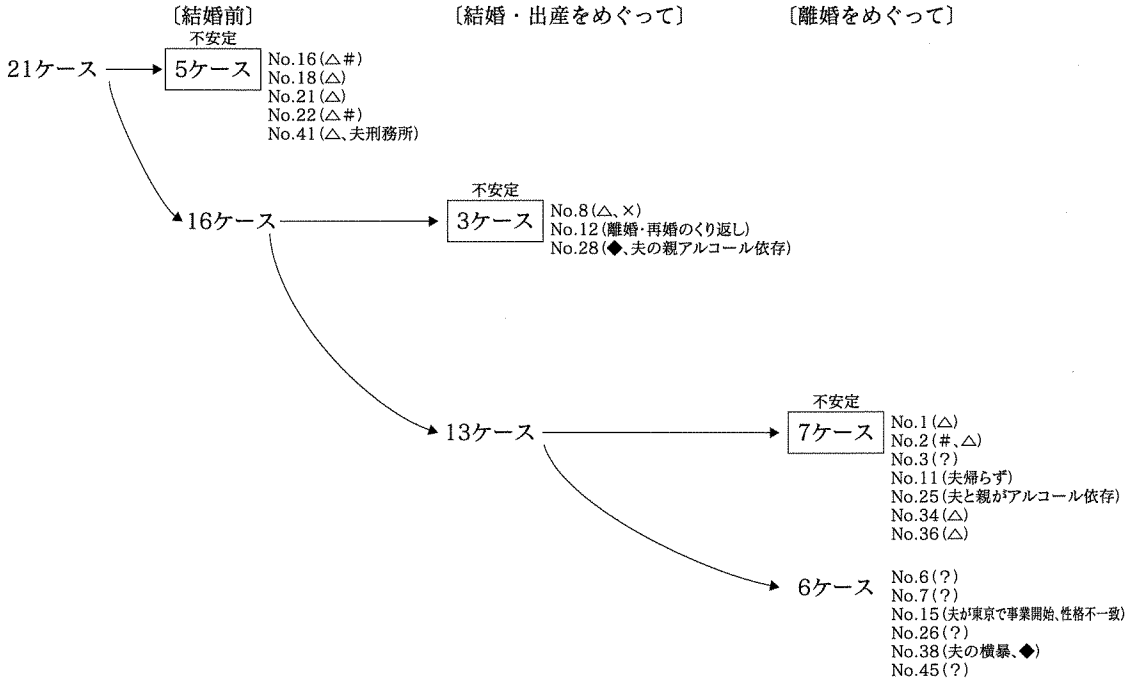 〔結婚前〕
〔結婚・出産をめぐって〕
〔離婚をめぐって〕
21ケース
不安定
5ケース
No.16(△#)
No.18(△)
No.21(△)
No.22(△#)
No.41(△、夫刑務所)
16ケース
不安定
3ケース
No.8(△、×)
No.12(離婚・再婚のくり返し)
No.28(◆、夫の親アルコール依存)
13ケース
不安定
7ケース
No.1(△)
No.2(#、△)
No.3(?)
No.11(夫帰らず)
No.25(夫と親がアルコール依存)
No.34(△)
No.36(△)
6ケース
No.6(?)
No.7(?)
No.15(夫が東京で事業開始、性格不一致)
No.26(?)
No.38(夫の横暴、◆)
No.45(?)